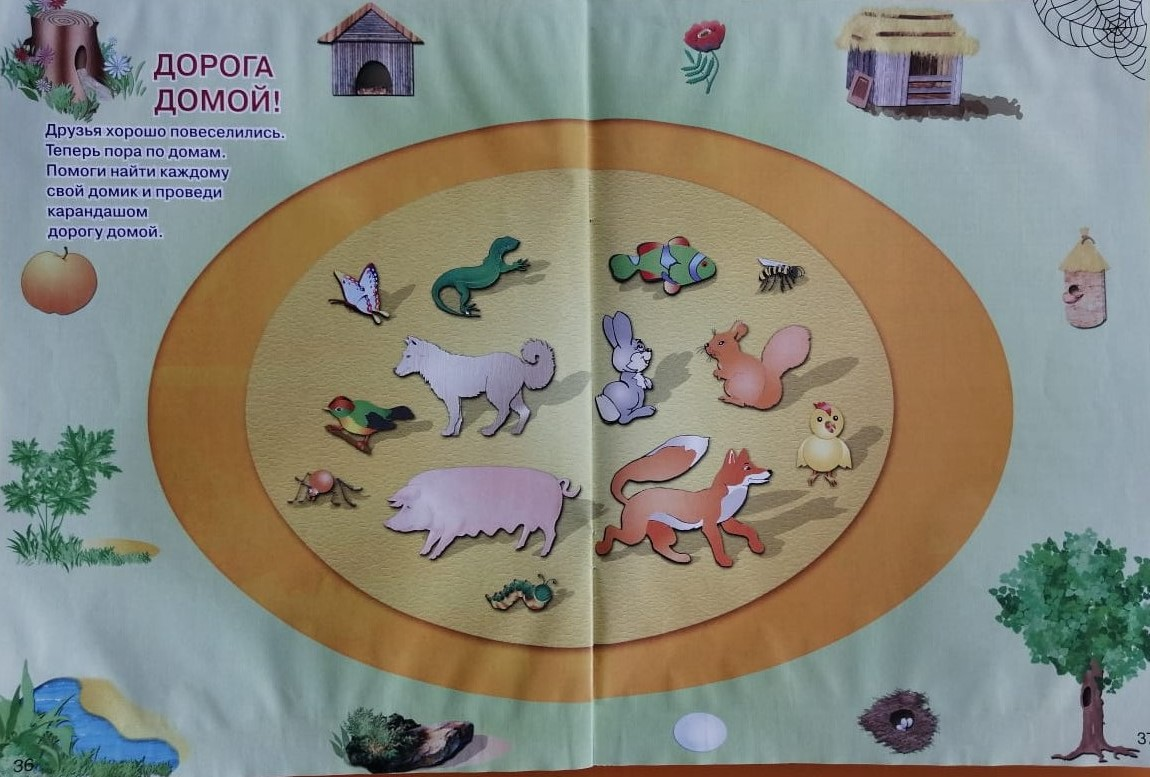 ДОРОГА
ДОМОЙ!
Друзья хорошо повеселились.
Теперь пора по домам.
Помоги найти каждому
свой домик и проведи
карандашом
дорогу домой.
36
37